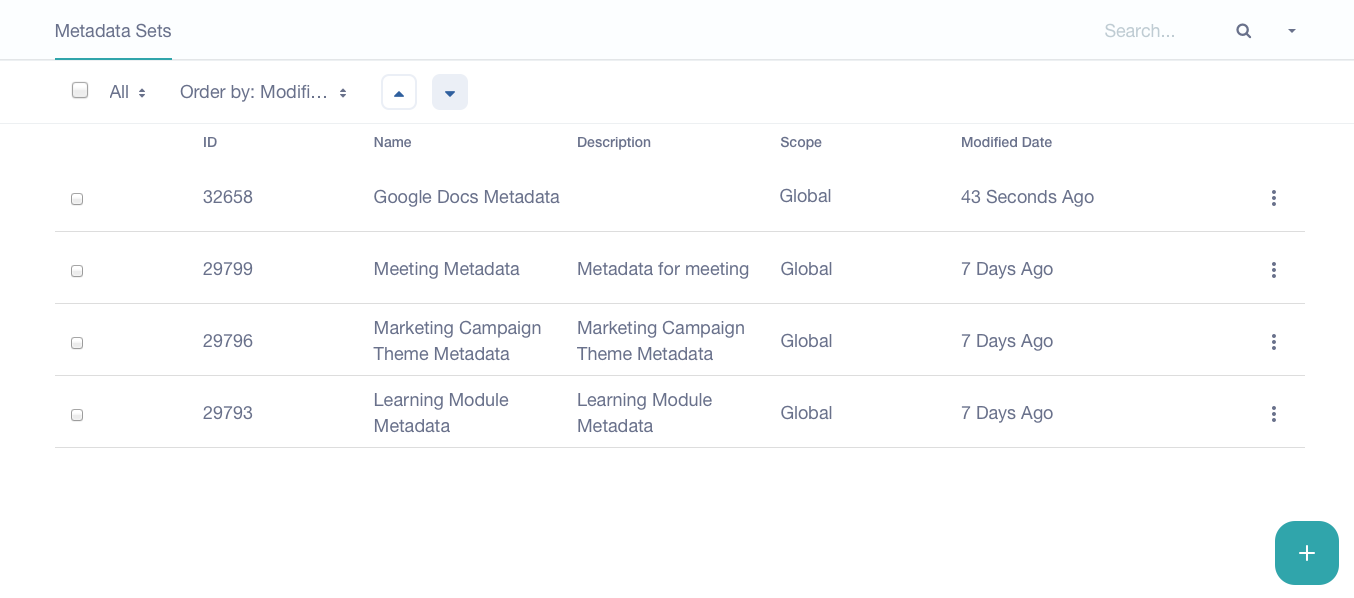 Metadata Sets
Search...
All
Order by: Modifi...
ID Name Description Scope Modified Date
32658 Google Docs Metadata Global 43 Seconds Ago
29799 Meeting Metadata Metadata for meeting Global 7 Days Ago
29796 Marketing Campaign Theme Metadata Marketing Campaign Theme Metadata Global 7 Days Ago
29793 Learning Module Metadata Learning Module Metadata Global 7 Days Ago